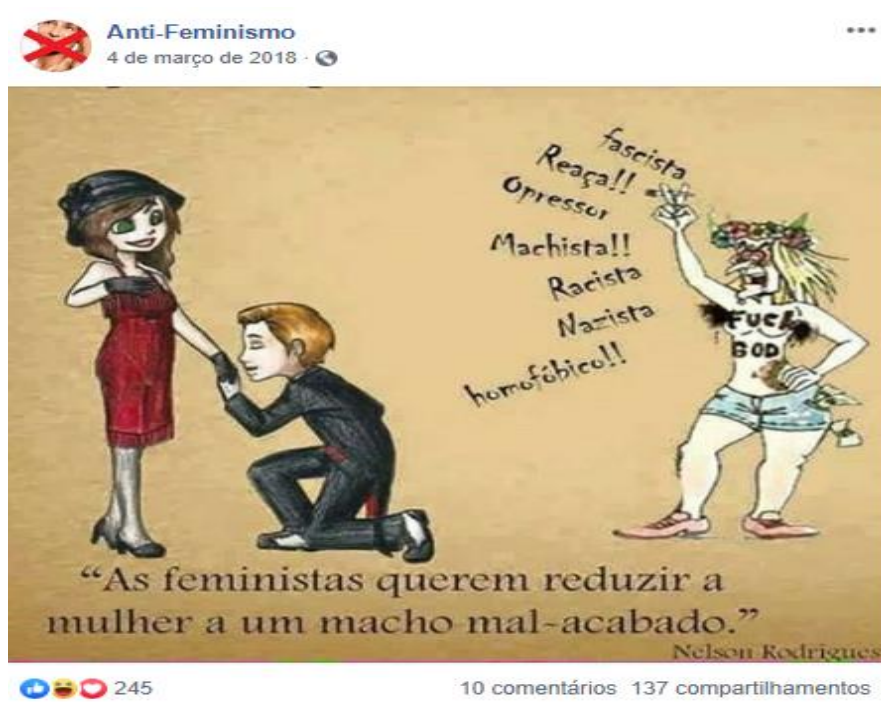 Anti-Feminismo
4 de março de 2018
fascista
Reaça!!
Opressor
Machista!!
Racista
Nazista
homofóbico!!
FUCK
GOD
“As feministas querem reduzir a
mulher a um macho mal-acabado.”
Nelson Rodrigues
245
10 comentários 137 compartilhamentos